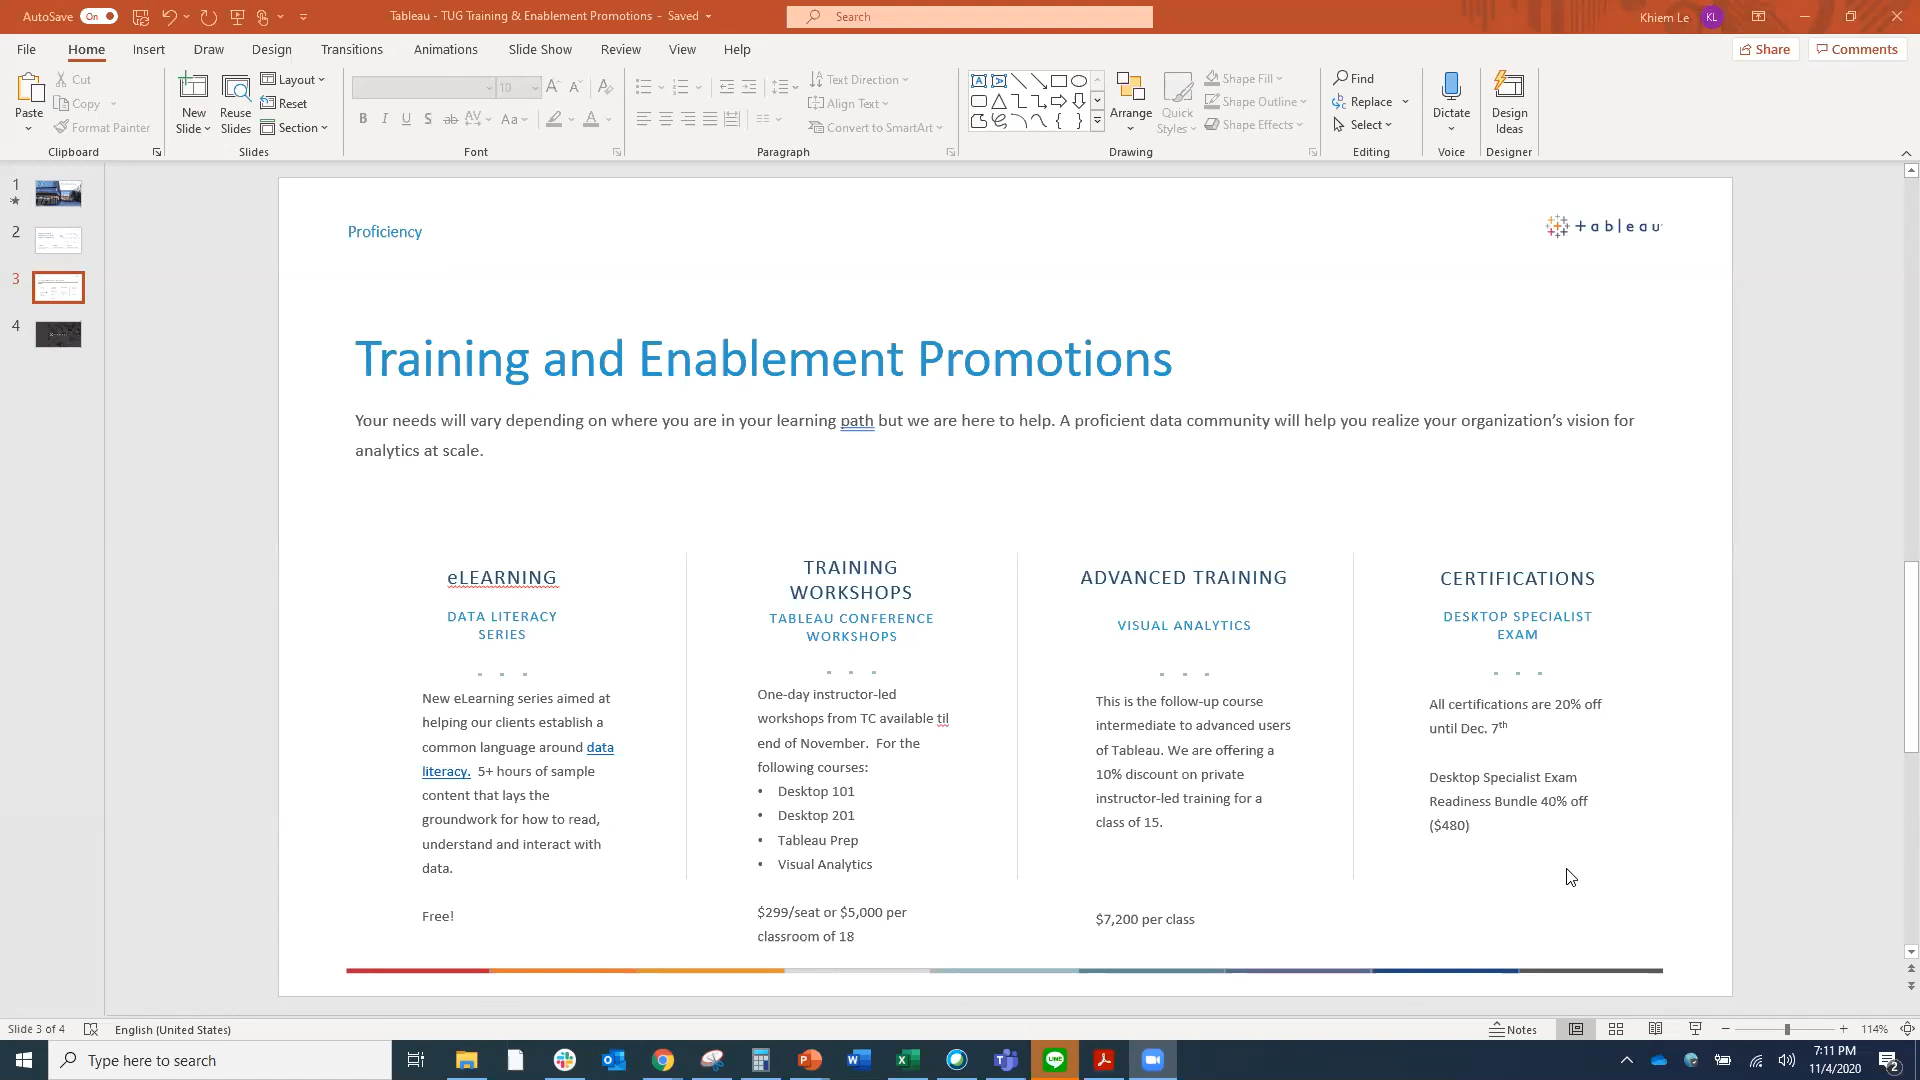 AutoSave On
Tableau - TUG Training & Enablement Promotions - Saved
Search
Khiem Le KL
File Home Insert Draw Design Transitions Animations Slide Show Review View Help
Share Comments
Paste
Cut
Copy
Format Painter
Clipboard
New Slide
Reuse Slides
Layout
Reset
Section
Slides
10
B I U S ab AV Aa A
Font
Text Direction
Align Text
Convert to SmartArt
Paragraph
Arrange
Quick Styles
Shape Fill
Shape Outline
Shape Effects
Drawing
Find
Replace
Select
Editing
Dictate
Voice
Design Ideas
Designer
1
2
3
4
Proficiency
+ableau
Training and Enablement Promotions
Your needs will vary depending on where you are in your learning path but we are here to help. A proficient data community will help you realize your organization's vision for
analytics at scale.
eLEARNING
DATA LITERACY
SERIES
New eLearning series aimed at
helping our clients establish a
common language around data
literacy. 5+ hours of sample
content that lays the
groundwork for how to read,
understand and interact with
data.
Free!
TRAINING
WORKSHOPS
TABLEAU CONFERENCE
WORKSHOPS
One-day instructor-led
workshops from TC available til
end of November. For the
following courses:
• Desktop 101
• Desktop 201
• Tableau Prep
• Visual Analytics
$299/seat or $5,000 per
classroom of 18
ADVANCED TRAINING
VISUAL ANALYTICS
This is the follow-up course
intermediate to advanced users
of Tableau. We are offering a
10% discount on private
instructor-led training for a
class of 15.
$7,200 per class
CERTIFICATIONS
DESKTOP SPECIALIST
EXAM
All certifications are 20% off
until Dec. 7th
Desktop Specialist Exam
Readiness Bundle 40% off
($480)
Slide 3 of 4 English (United States)
Notes
114%
Type here to search
7:11 PM
11/4/2020
2